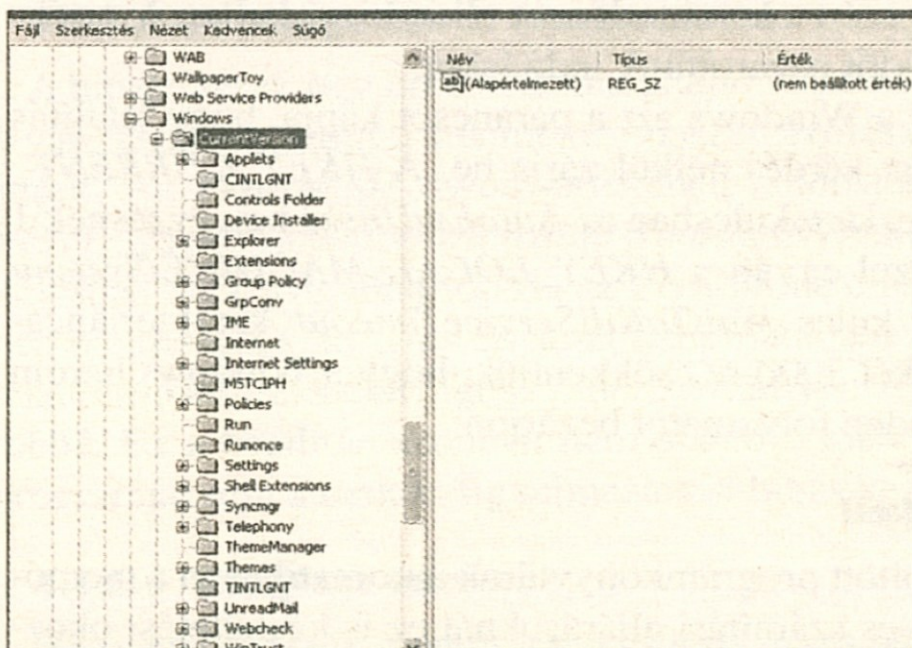 Fájl Szerkesztés Nézet Kedvencek Súgó
Név Típus Érték
(Alapértelmezett) REG_SZ (nem beállított érték)
WAB
WallpaperToy
Web Service Providers
Windows
CurrentVersion
Applets
CINTLGNT
Controls Folder
Device Installer
Explorer
Extensions
Group Policy
GrpConv
IME
Internet
Internet Settings
MSTCIPH
Policies
Run
Runonce
Settings
Shell Extensions
Syncmgr
Telephony
ThemeManager
Themes
TINTLGNT
UnreadMail
Webcheck
WinTrust